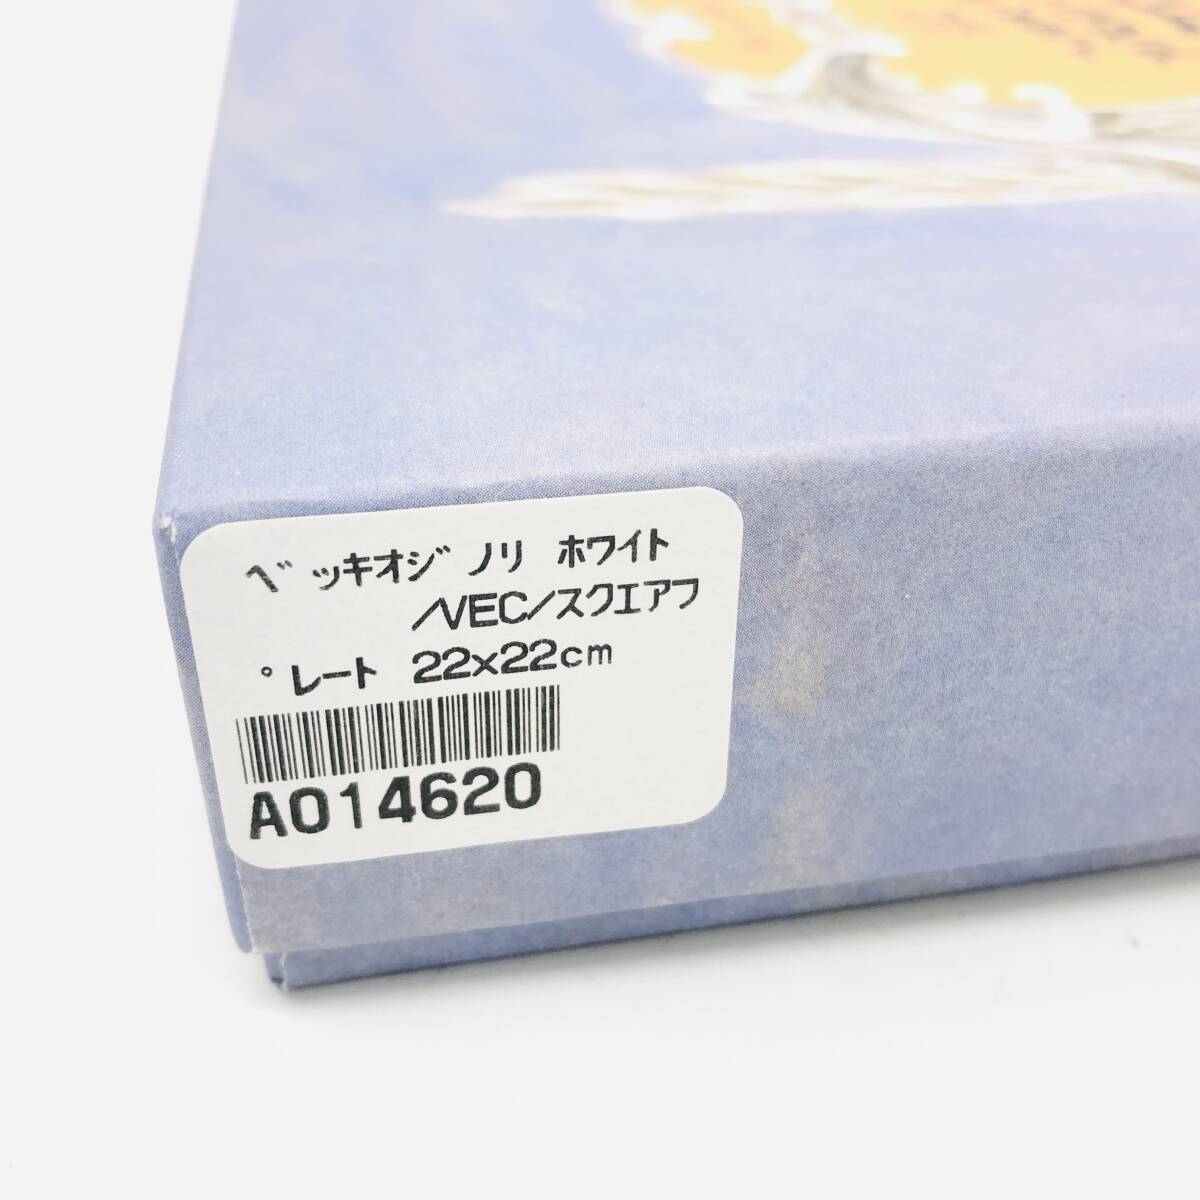 ﾍﾞｯｷｵｼﾞﾉﾘ ﾎﾜｲﾄ
/VEC/ｽｸｴｱﾌ
ﾟﾚｰﾄ 22x22cm
A014620